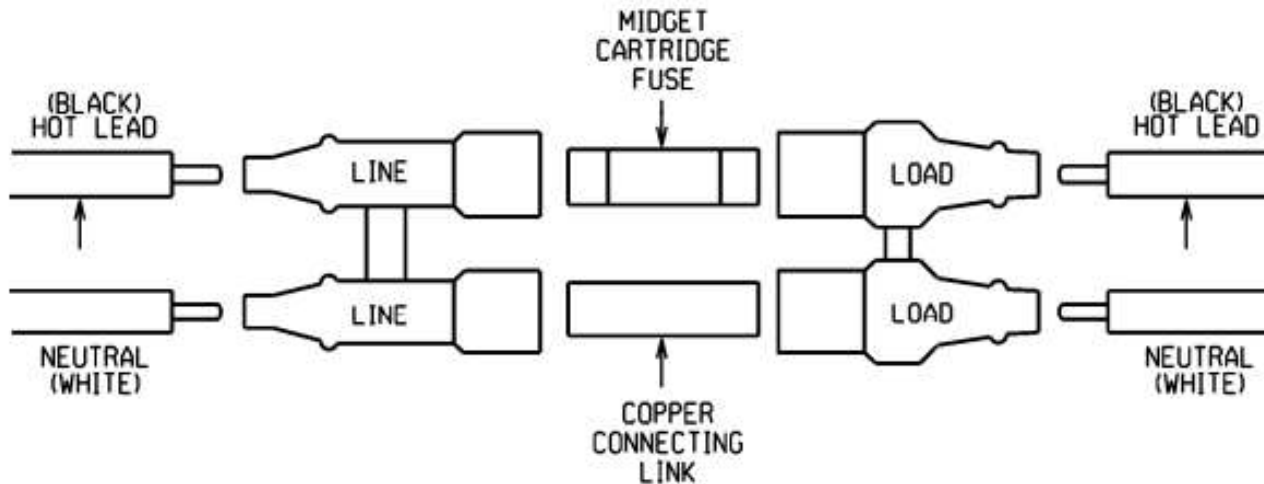 MIDGET
CARTRIDGE
FUSE
(BLACK)
HOT LEAD
(BLACK)
HOT LEAD
LINE
LOAD
LINE
LOAD
NEUTRAL
(WHITE)
NEUTRAL
(WHITE)
COPPER
CONNECTING
LINK